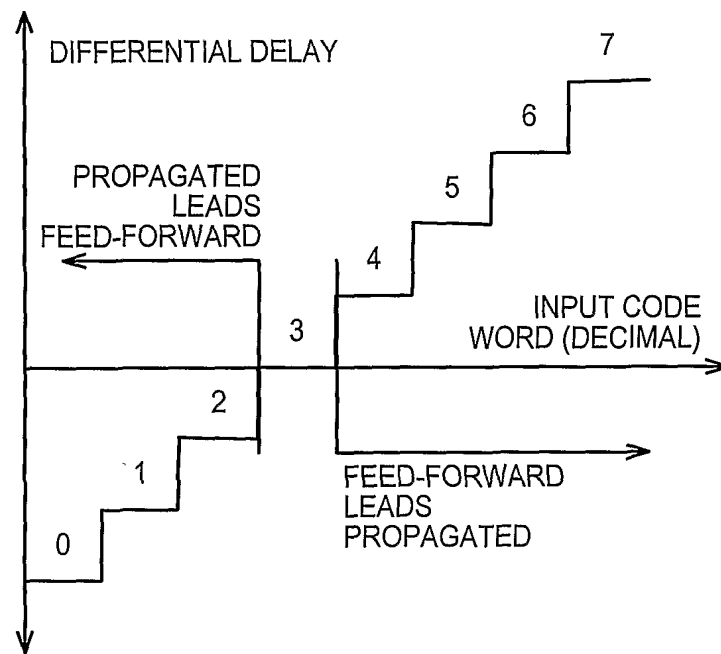 DIFFERENTIAL DELAY
7
6
PROPAGATED
LEADS
FEED-FORWARD
5
4
INPUT CODE
WORD (DECIMAL)
3
2
1
FEED-FORWARD
LEADS
PROPAGATED
0